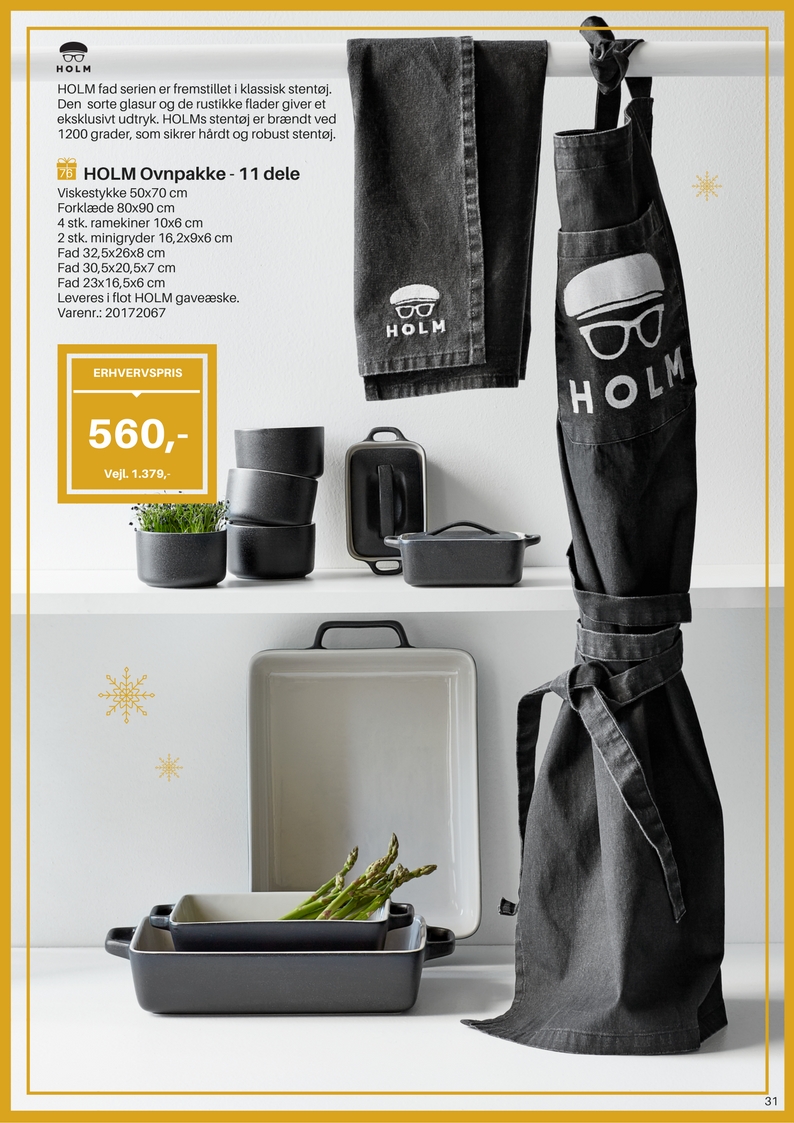 HOLM
HOLM fad serien er fremstillet i klassisk stentøj.
Den sorte glasur og de rustikke flader giver et
eksklusivt udtryk. HOLMs stentøj er brændt ved
1200 grader, som sikrer hårdt og robust stentøj.
76 HOLM Ovnpakke - 11 dele
Viskestykke 50x70 cm
Forklæde 80x90 cm
4 stk. ramekiner 10x6 cm
2 stk. minigryder 16,2x9x6 cm
Fad 32,5x26x8 cm
Fad 30,5x20,5x7 cm
Fad 23x16,5x6 cm
Leveres i flot HOLM gaveæske.
Varenr.: 20172067
ERHVERVSPRIS
560,-
Vejl. 1.379,-
HOLM
HOLM
31